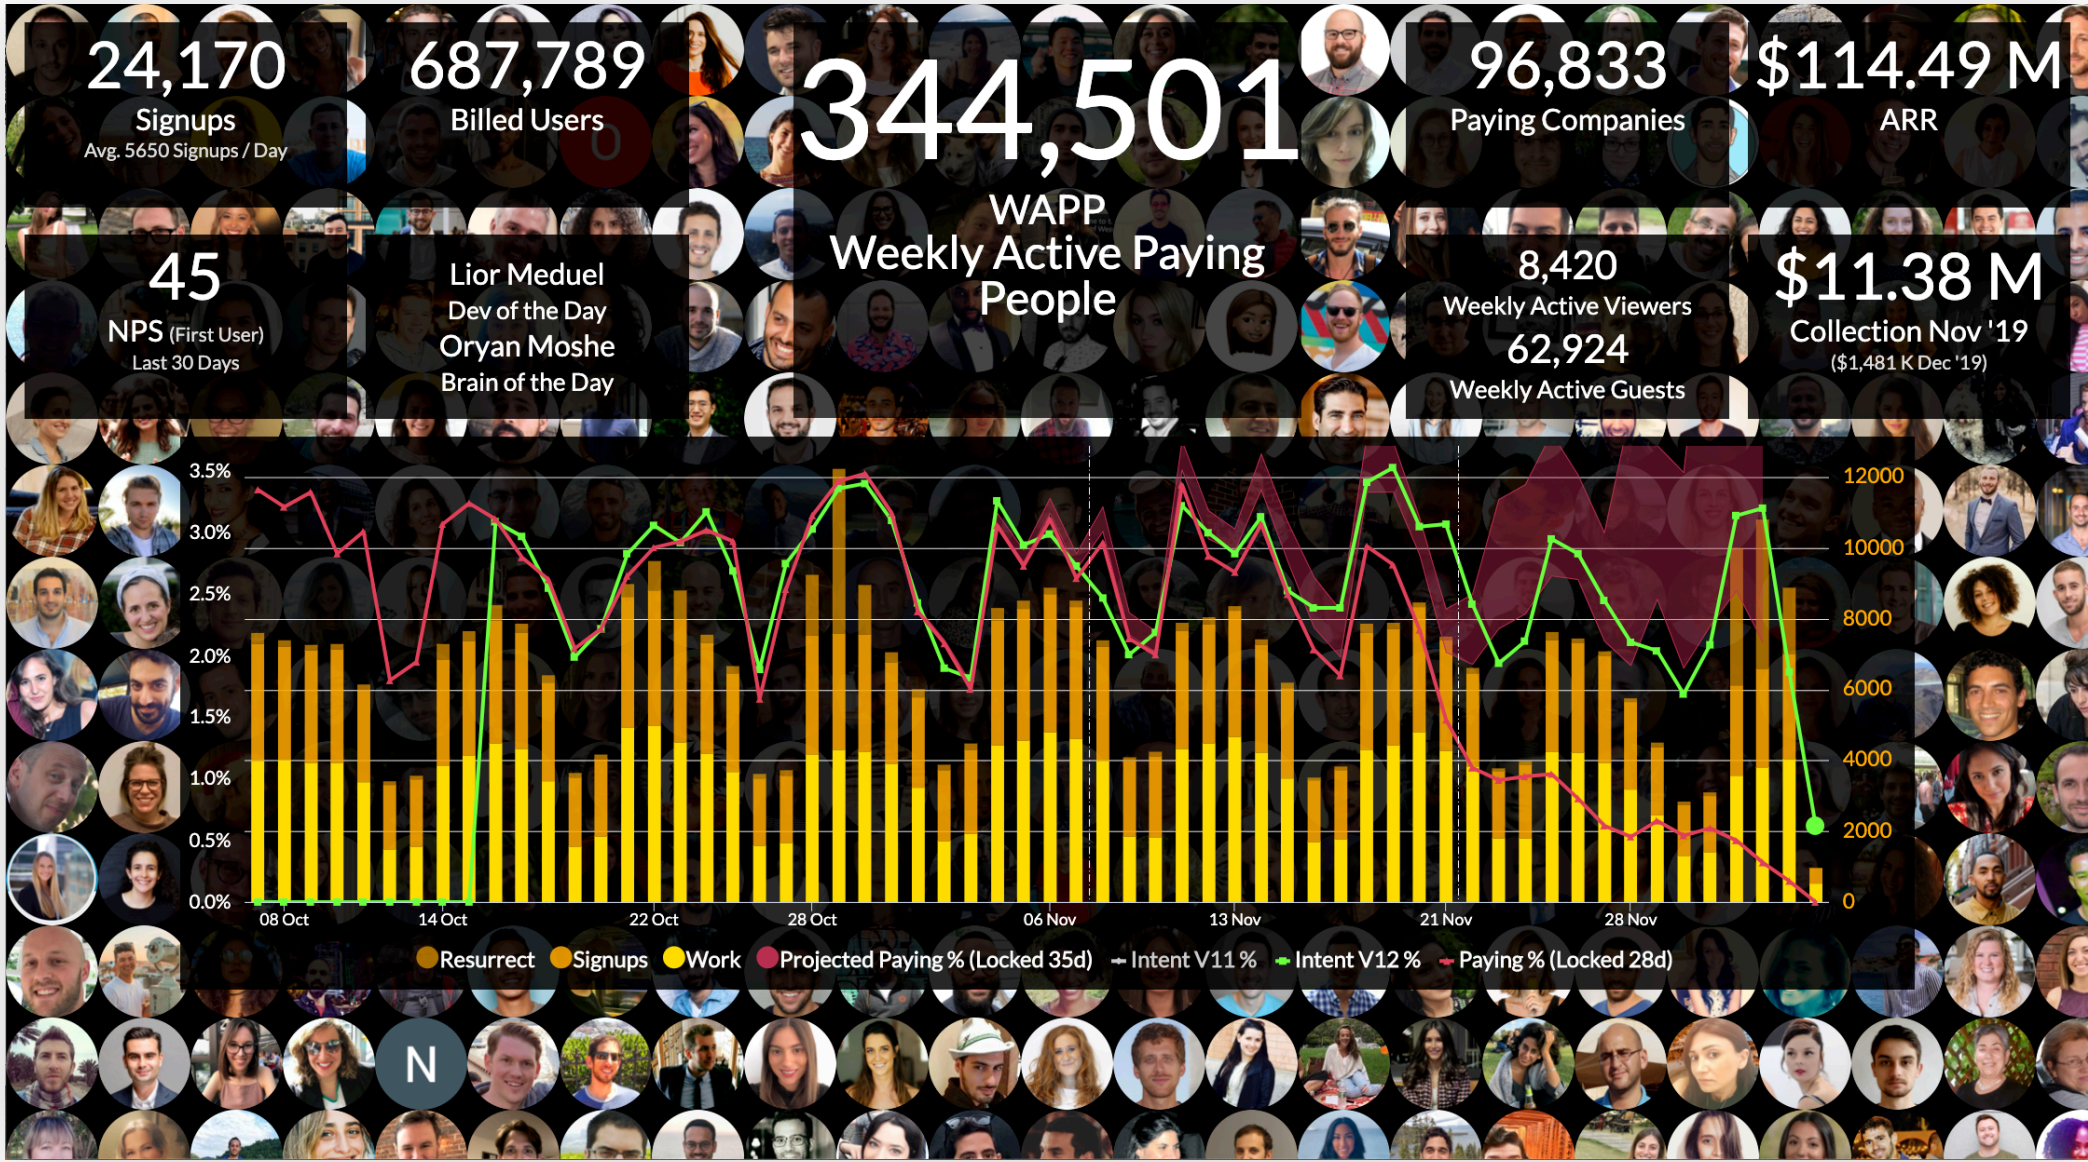 24,170
Signups
Avg. 5650 Signups / Day
687,789
Billed Users
344,501
WAPP
Weekly Active Paying
People
96,833
Paying Companies
$114.49 M
ARR
45
NPS (First User)
Last 30 Days
Lior Meduel
Dev of the Day
Oryan Moshe
Brain of the Day
8,420
Weekly Active Viewers
62,924
Weekly Active Guests
$11.38 M
Collection Nov '19
($1,481 K Dec '19)
3.5%
3.0%
2.5%
2.0%
1.5%
1.0%
0.5%
0.0%
12000
10000
8000
6000
4000
2000
0
08 Oct
14 Oct
22 Oct
28 Oct
06 Nov
13 Nov
21 Nov
28 Nov
Resurrect Signups Work Projected Paying % (Locked 35d) Intent V11 % Intent V12 % Paying % (Locked 28d)
O
N